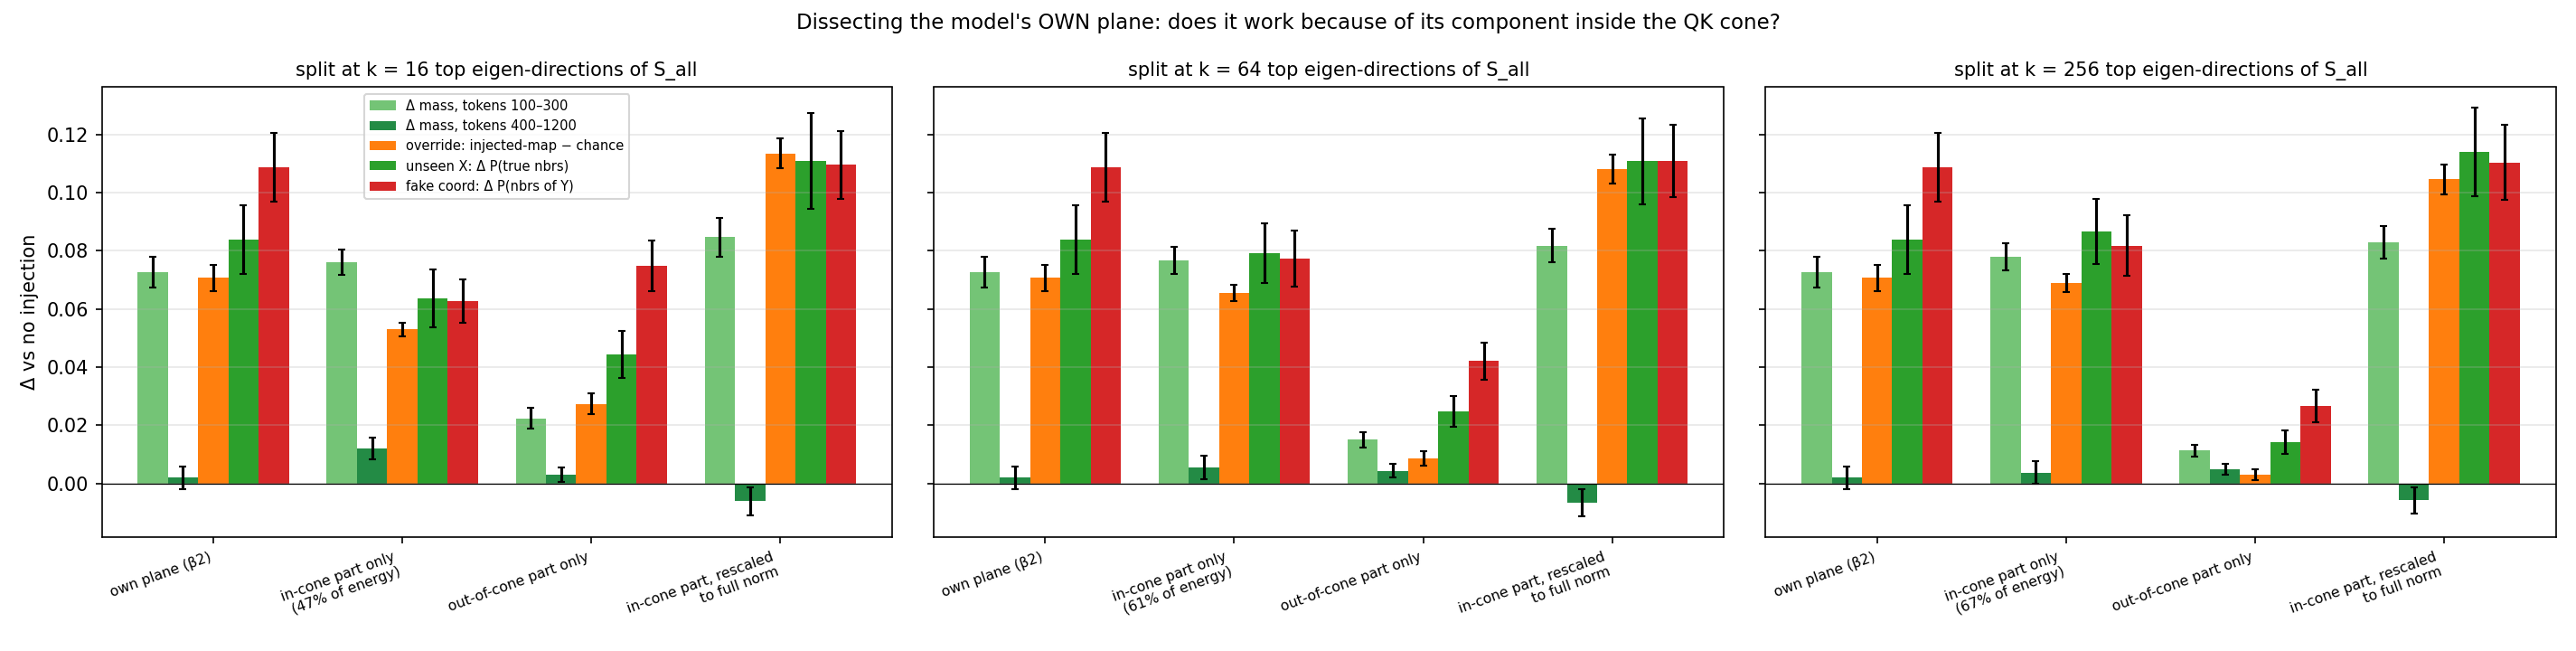 Dissecting the model's OWN plane: does it work because of its component inside the QK cone?
split at k = 16 top eigen-directions of S_all
split at k = 64 top eigen-directions of S_all
split at k = 256 top eigen-directions of S_all
Δ mass, tokens 100–300
Δ mass, tokens 400–1200
override: injected-map − chance
unseen X: Δ P(true nbrs)
fake coord: Δ P(nbrs of Y)
Δ vs no injection
0.12
0.10
0.08
0.06
0.04
0.02
0.00
own plane (β2)
in-cone part only
(47% of energy)
out-of-cone part only
in-cone part, rescaled
to full norm
own plane (β2)
in-cone part only
(61% of energy)
out-of-cone part only
in-cone part, rescaled
to full norm
own plane (β2)
in-cone part only
(67% of energy)
out-of-cone part only
in-cone part, rescaled
to full norm